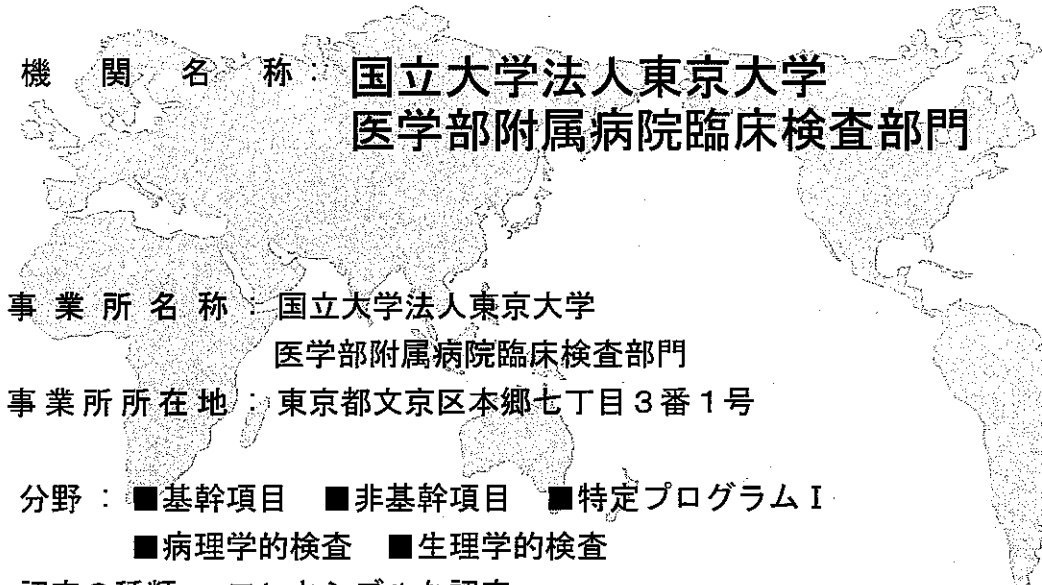 機関名称：国立大学法人東京大学
医学部附属病院臨床検査部門
事業所名称：国立大学法人東京大学
医学部附属病院臨床検査部門
事業所所在地：東京都文京区本郷七丁目３番１号
分野：■基幹項目 ■非基幹項目 ■特定プログラムⅠ
■病理学的検査 ■生理学的検査